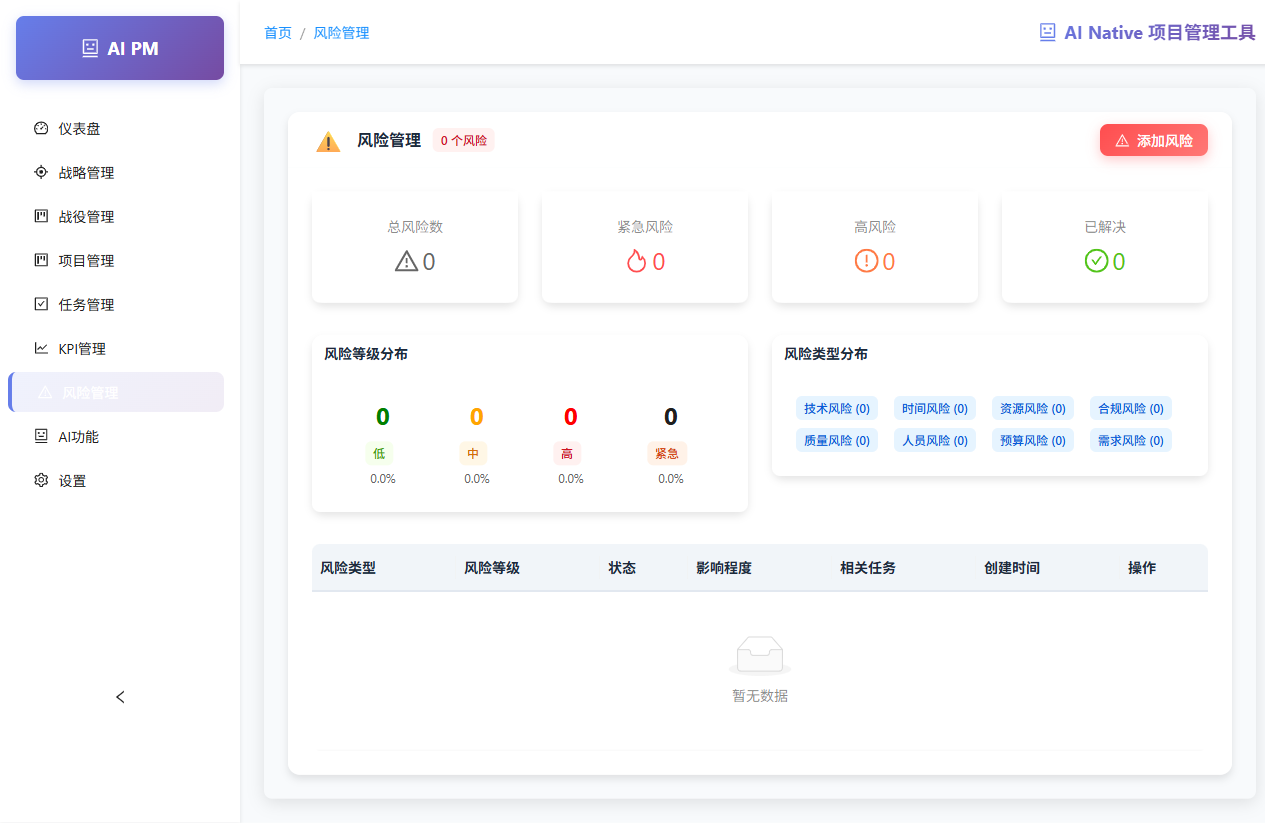 AI PM
首页 / 风险管理
AI Native 项目管理工具
仪表盘
战略管理
战役管理
项目管理
任务管理
KPI管理
风险管理
AI功能
设置
风险管理 0 个风险
添加风险
总风险数
0
紧急风险
0
高风险
0
已解决
0
风险等级分布
0 0 0 0
低 中 高 紧急
0.0% 0.0% 0.0% 0.0%
风险类型分布
技术风险 (0) 时间风险 (0) 资源风险 (0) 合规风险 (0)
质量风险 (0) 人员风险 (0) 预算风险 (0) 需求风险 (0)
风险类型 风险等级 状态 影响程度 相关任务 创建时间 操作
暂无数据